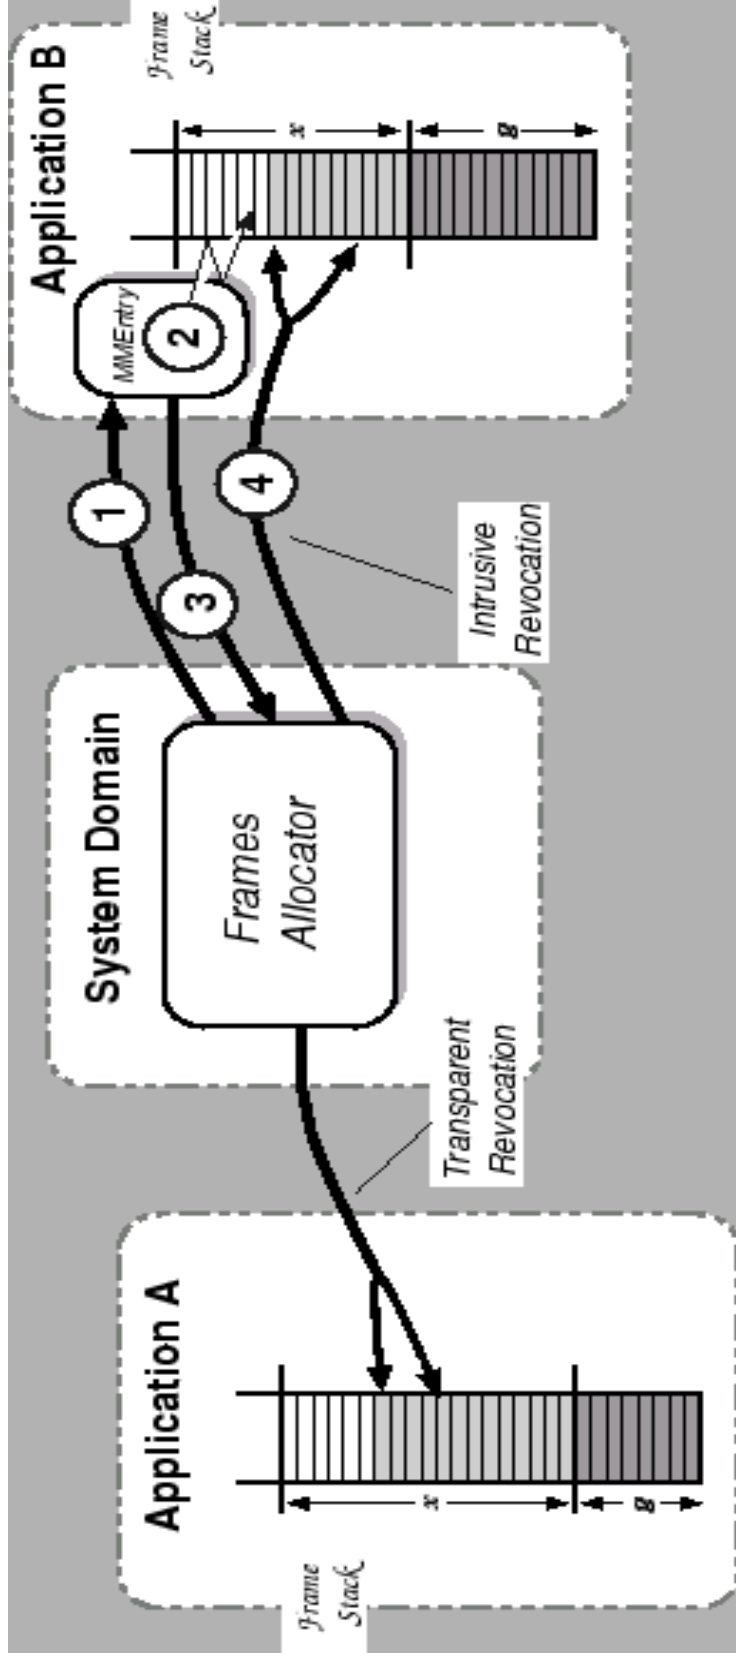 Application A
Frame
Stack
x
g
Transparent
Revocation
System Domain
Frames
Allocator
1
3
4
Intrusive
Revocation
Application B
MMEntry
2
Frame
Stack
x
g